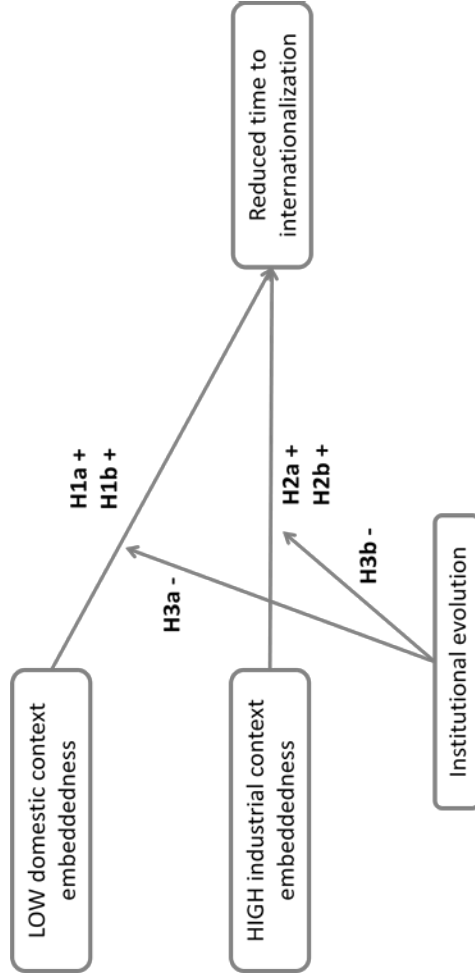 LOW domestic context
embeddedness
H1a +
H1b +
Reduced time to
internationalization
H3a -
HIGH industrial context
embeddedness
H2a +
H2b +
H3b -
Institutional evolution